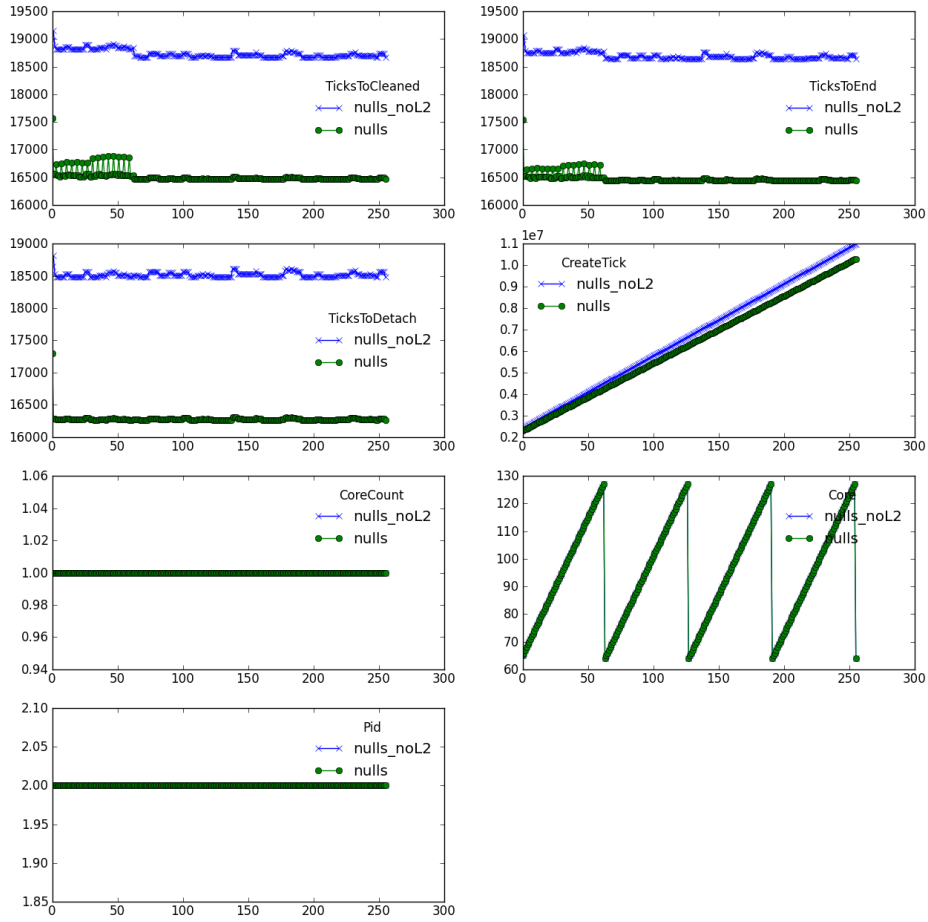 19500
19000
18500
18000
17500
17000
16500
16000
0 50 100 150 200 250 300
TicksToCleaned
nulls_noL2
nulls
19500
19000
18500
18000
17500
17000
16500
16000
0 50 100 150 200 250 300
TicksToEnd
nulls_noL2
nulls
19000
18500
18000
17500
17000
16500
16000
0 50 100 150 200 250 300
TicksToDetach
nulls_noL2
nulls
1e7
1.1
1.0
0.9
0.8
0.7
0.6
0.5
0.4
0.3
0.2
0 50 100 150 200 250 300
CreateTick
nulls_noL2
nulls
1.06
1.04
1.02
1.00
0.98
0.96
0.94
0 50 100 150 200 250 300
CoreCount
nulls_noL2
nulls
130
120
110
100
90
80
70
60
0 50 100 150 200 250 300
Core
nulls_noL2
nulls
2.10
2.05
2.00
1.95
1.90
1.85
0 50 100 150 200 250 300
Pid
nulls_noL2
nulls